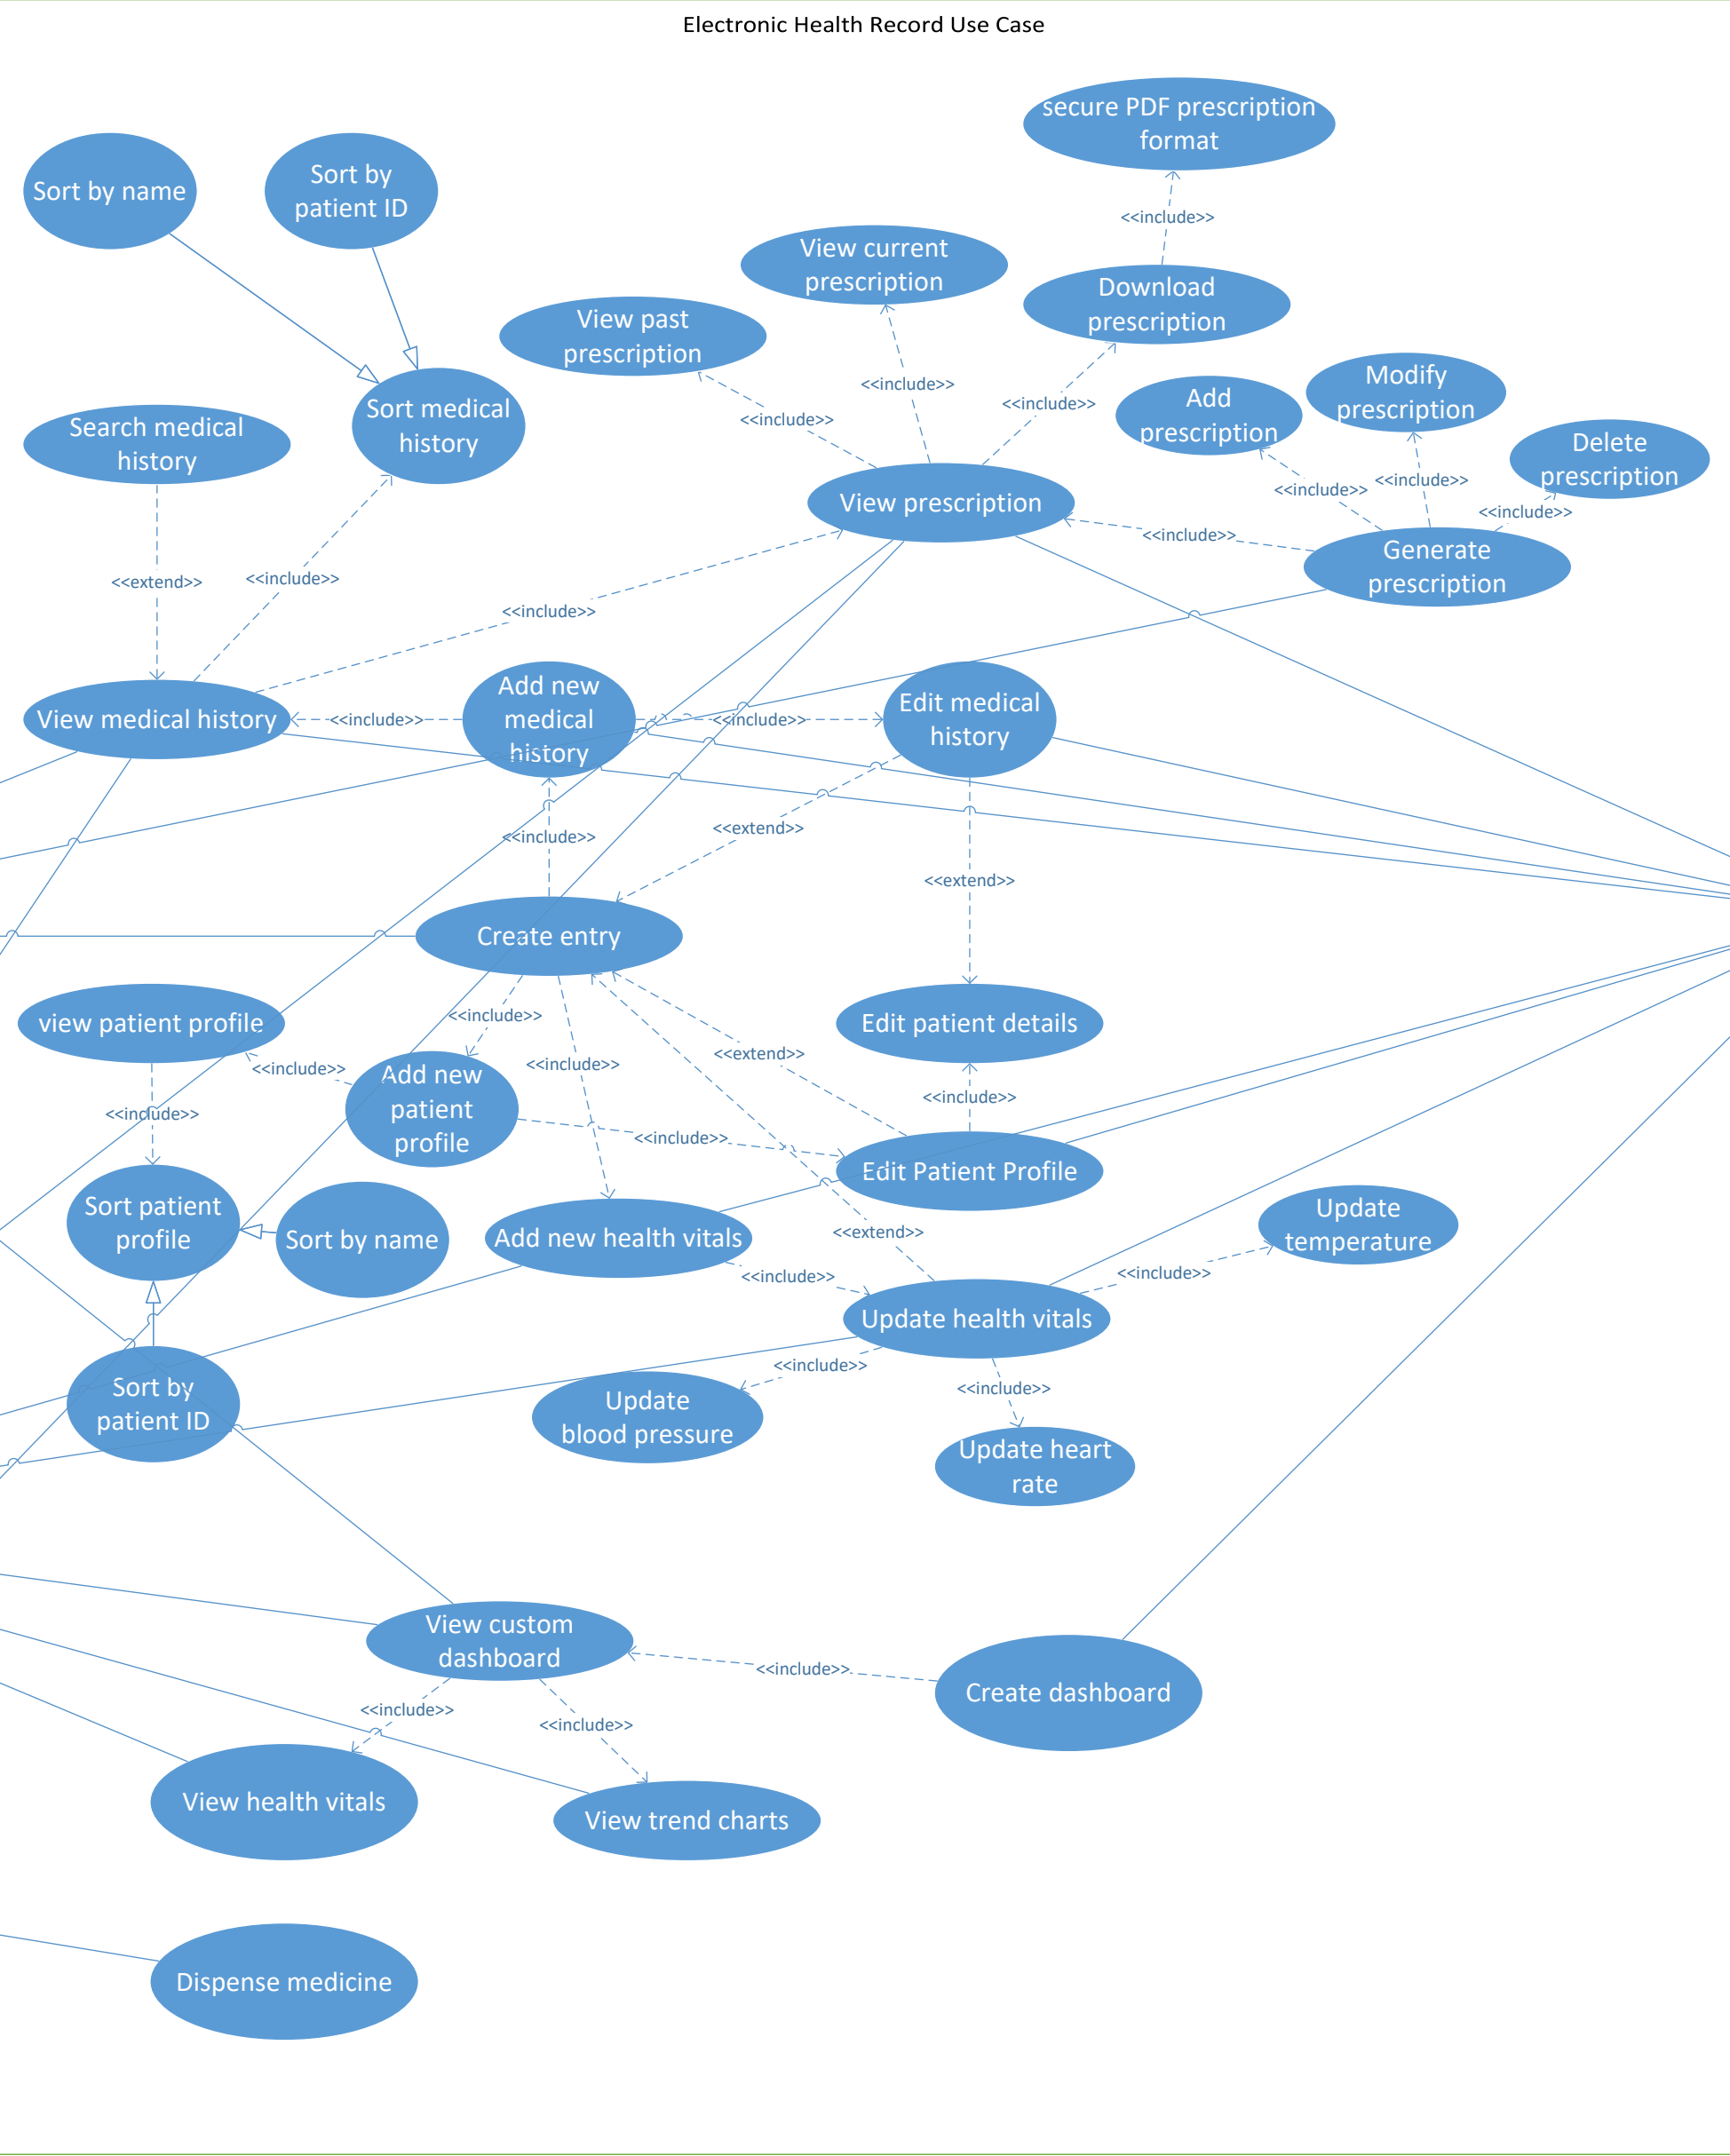 Electronic Health Record Use Case
secure PDF prescription
format
Sort by name
Sort by
patient ID
<<include>>
View current
prescription
Download
prescription
View past
prescription
<<include>>
<<include>>
<<include>>
Modify
prescription
Add
prescription
Sort medical
history
Search medical
history
Delete
prescription
<<include>>
<<include>>
<<include>>
View prescription
<<include>>
Generate
prescription
<<extend>>
<<include>>
<<include>>
View medical history
<<include>>
Add new
medical
history
<<include>>
Edit medical
history
<<include>>
<<extend>>
<<extend>>
Create entry
view patient profile
<<include>>
Edit patient details
<<include>>
<<include>>
<<extend>>
Add new
patient
profile
<<include>>
<<include>>
<<include>>
Edit Patient Profile
Sort patient
profile
Sort by name
Add new health vitals
<<extend>>
Update
temperature
<<include>>
<<include>>
Update health vitals
<<include>>
<<include>>
Sort by
patient ID
Update
blood pressure
Update heart
rate
View custom
dashboard
<<include>>
Create dashboard
<<include>>
<<include>>
View health vitals
View trend charts
Dispense medicine